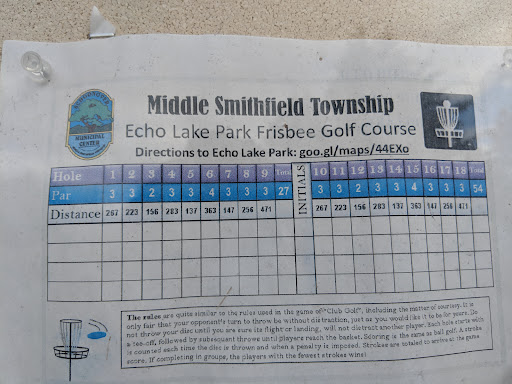 MUNICIPAL
CENTER
Middle Smithfield Township
Echo Lake Park Frisbee Golf Course
Directions to Echo Lake Park: goo.gl/maps/44EXo
Hole 1 2 3 4 5 6 7 8 9 Total INITIALS 10 11 12 13 14 15 16 17 18 Total
Par 3 3 2 3 3 4 3 3 3 27 3 3 2 3 3 4 3 3 3 54
Distance 267 223 156 283 137 363 147 256 471 267 223 156 283 137 363 147 256 471
The rules are quite similar to the rules used in the game of "Club Golf", including the matter of courtesy. It is
only fair that your opponent's turn to throw be without distraction, just as you would like it to be for yours. Do
not throw your disc until you are sure its flight or landing, will not distract another player. Each hole starts with
a tee-off, followed by subsequent throws until players reach the basket. Scoring is the same as ball golf. A stroke
is counted each time the disc is thrown and when a penalty is imposed. Strokes are totaled to arrive at the game
score. If completing in groups, the players with the fewest strokes wins!